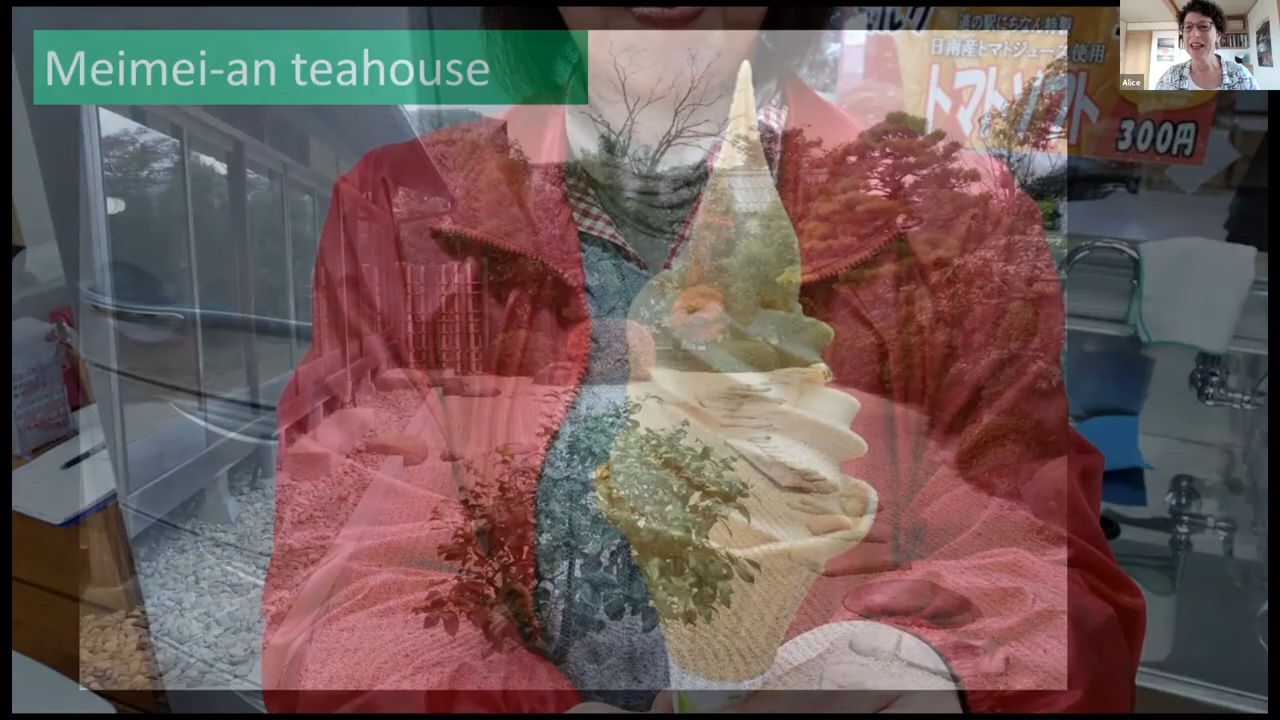 Meimei-an teahouse
道の駅にちなん特製
日南産トマトジュース使用
トマトソフト
300円
Alice